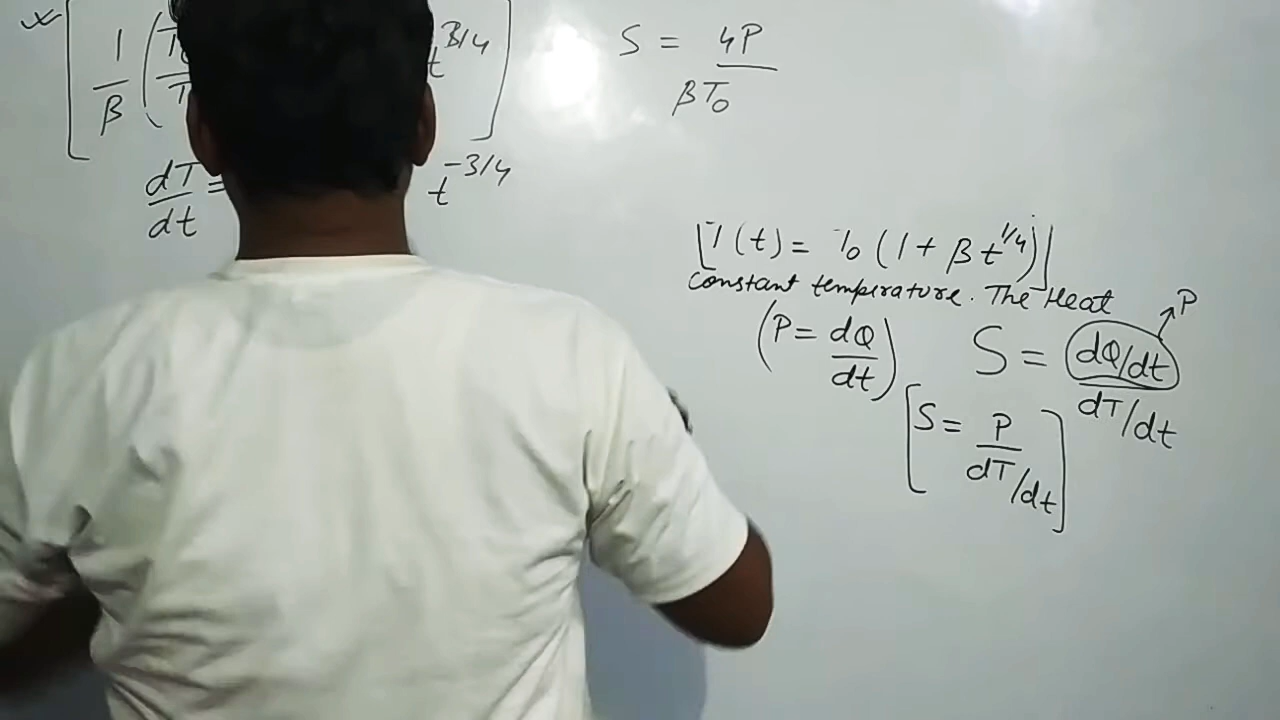 1/β (T
t^3/4
dT/dt =
t^-3/4
S = 4P/βT₀
[T(t) = T₀(1 + βt^1/4)]
Constant temperature. The Heat
(P = dQ/dt)
S = dQ/dt / dT/dt
P
[S = P / dT/dt]